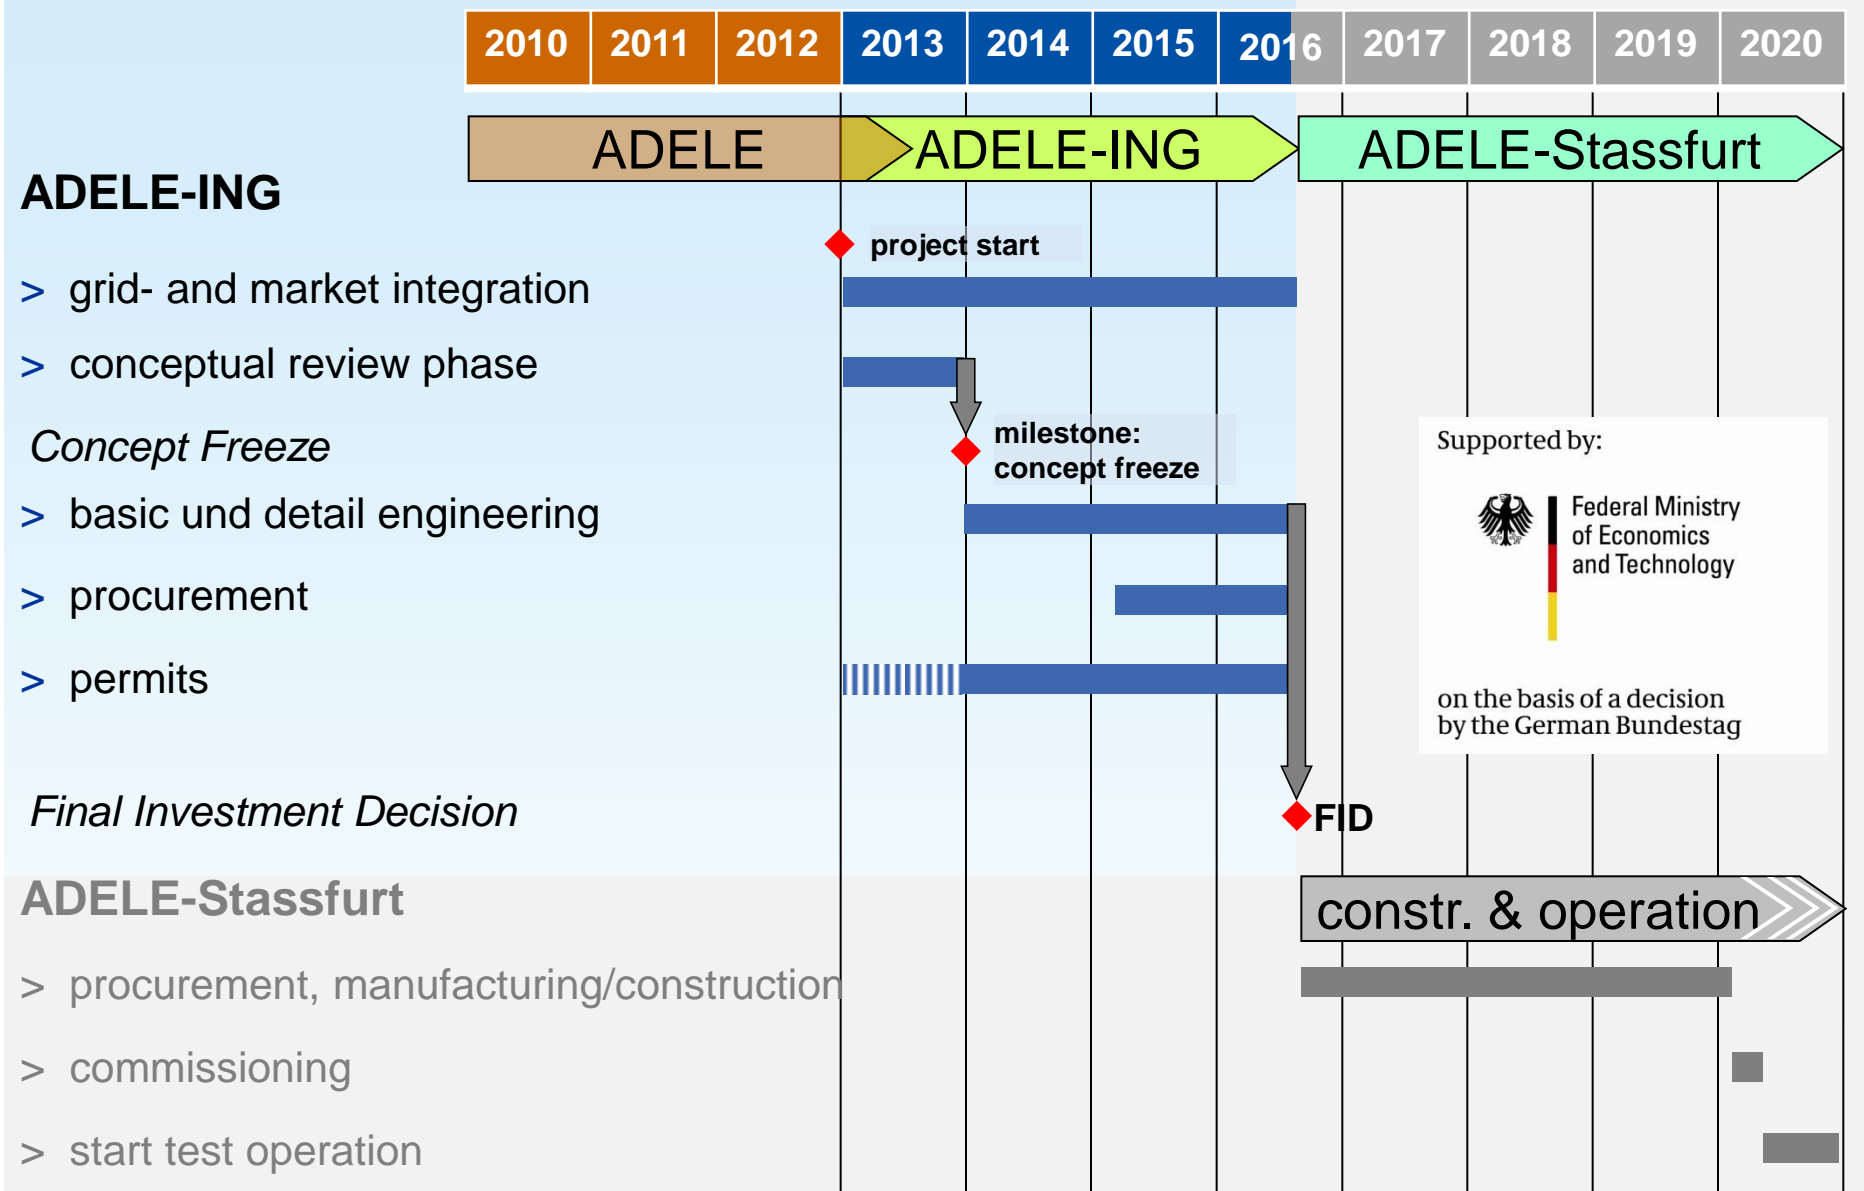 2010 2011 2012 2013 2014 2015 2016 2017 2018 2019 2020
ADELE ADELE-ING ADELE-Stassfurt
ADELE-ING
project start
> grid- and market integration
> conceptual review phase
Concept Freeze
milestone:
concept freeze
> basic und detail engineering
> procurement
> permits
Supported by:
Federal Ministry
of Economics
and Technology
on the basis of a decision
by the German Bundestag
Final Investment Decision
FID
ADELE-Stassfurt
constr. & operation
> procurement, manufacturing/construction
> commissioning
> start test operation